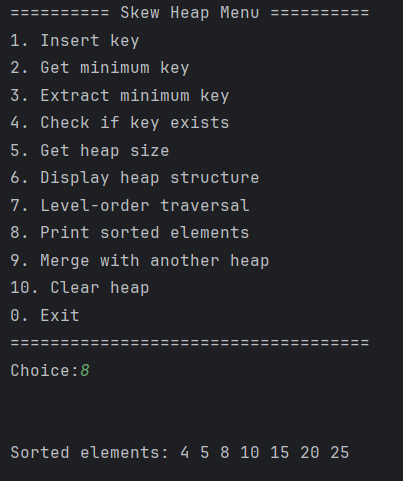 ========== Skew Heap Menu ==========
1. Insert key
2. Get minimum key
3. Extract minimum key
4. Check if key exists
5. Get heap size
6. Display heap structure
7. Level-order traversal
8. Print sorted elements
9. Merge with another heap
10. Clear heap
0. Exit
====================================
Choice:8
Sorted elements: 4 5 8 10 15 20 25